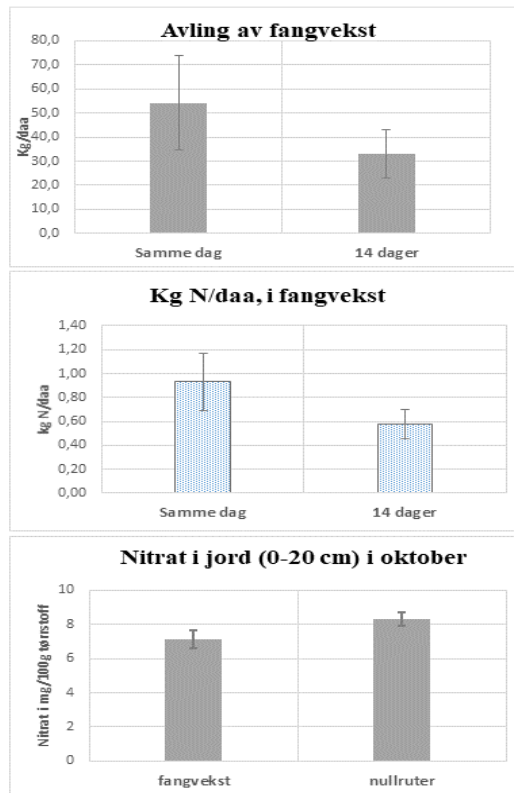 Avling av fangvekst
Kg/daa
80,0
70,0
60,0
50,0
40,0
30,0
20,0
10,0
0,0
Samme dag
14 dager
Kg N/daa, i fangvekst
kg N/daa
1,40
1,20
1,00
0,80
0,60
0,40
0,20
0,00
Samme dag
14 dager
Nitrat i jord (0-20 cm) i oktober
Nitrat i mg/100g tørrstoff
10
8
6
4
2
0
fangvekst
nullruter